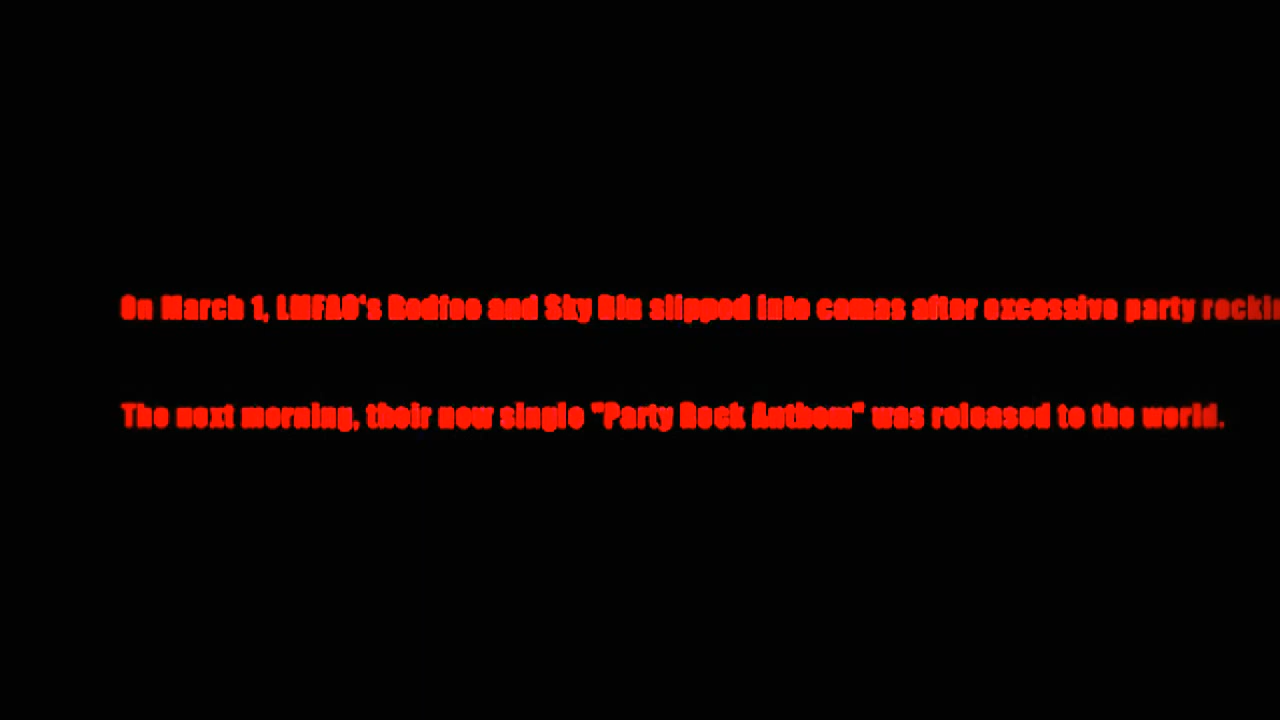 On March 1, LMFAO's Redfoo and Sky Blu slipped into comas after excessive party rockin
The next morning, their new single "Party Rock Anthem" was released to the world.